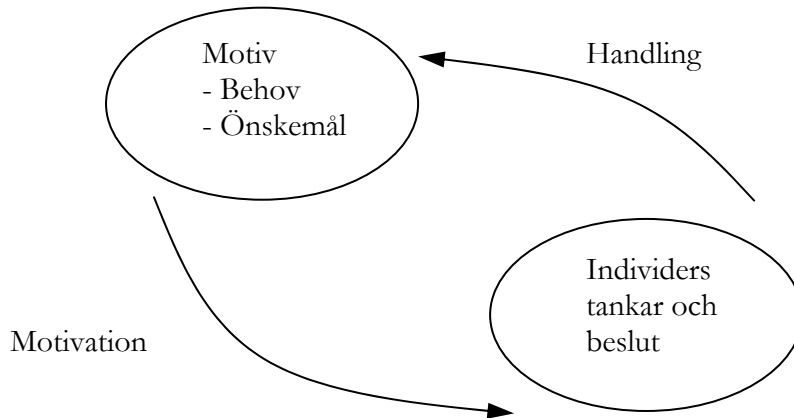 Motiv
- Behov
- Önskemål
Handling
Individers
tankar och
beslut
Motivation